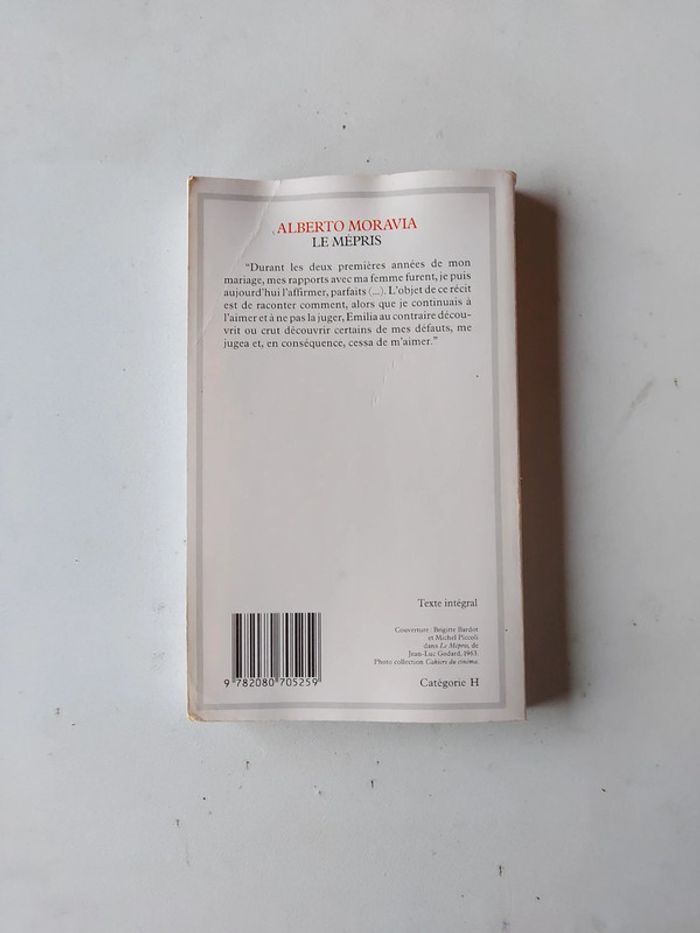 ALBERTO MORAVIA
LE MÉPRIS
“Durant les deux premières années de mon
mariage, mes rapports avec ma femme furent, je puis
aujourd’hui l’affirmer, parfaits (...). L’objet de ce récit
est de raconter comment, alors que je continuais à
l’aimer et à ne pas la juger, Emilia au contraire décou-
vrit ou crut découvrir certains de mes défauts, me
jugea et, en conséquence, cessa de m’aimer.”
Texte intégral
Couverture : Brigitte Bardot
et Michel Piccoli
dans Le Mépris, de
Jean-Luc Godard, 1963.
Photo collection Cahiers du cinéma.
9 782080 705259
Catégorie H